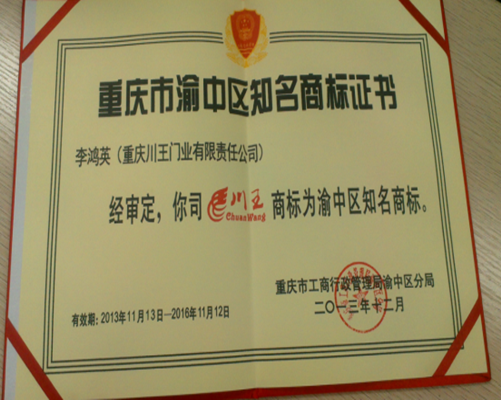 重庆市渝中区知名商标证书
李鸿英（重庆川王门业有限责任公司）
经审定，你司 川王 ChuanWang 商标为渝中区知名商标。
重庆市工商行政管理局渝中区分局
二〇一三年十二月
有效期：2013年11月13日—2016年11月12日